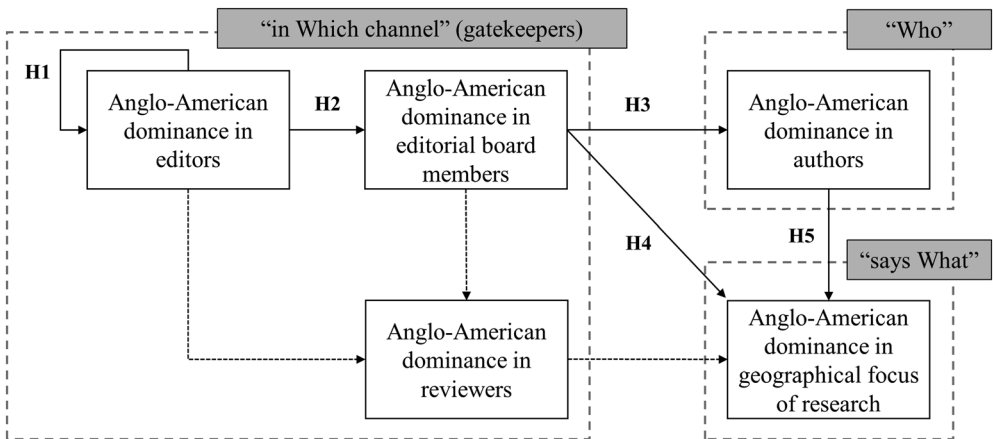 “in Which channel” (gatekeepers)
“Who”
H1
Anglo-American
dominance in
editors
H2
Anglo-American
dominance in
editorial board
members
H3
Anglo-American
dominance in
authors
H4
H5
“says What”
Anglo-American
dominance in
reviewers
Anglo-American
dominance in
geographical focus
of research